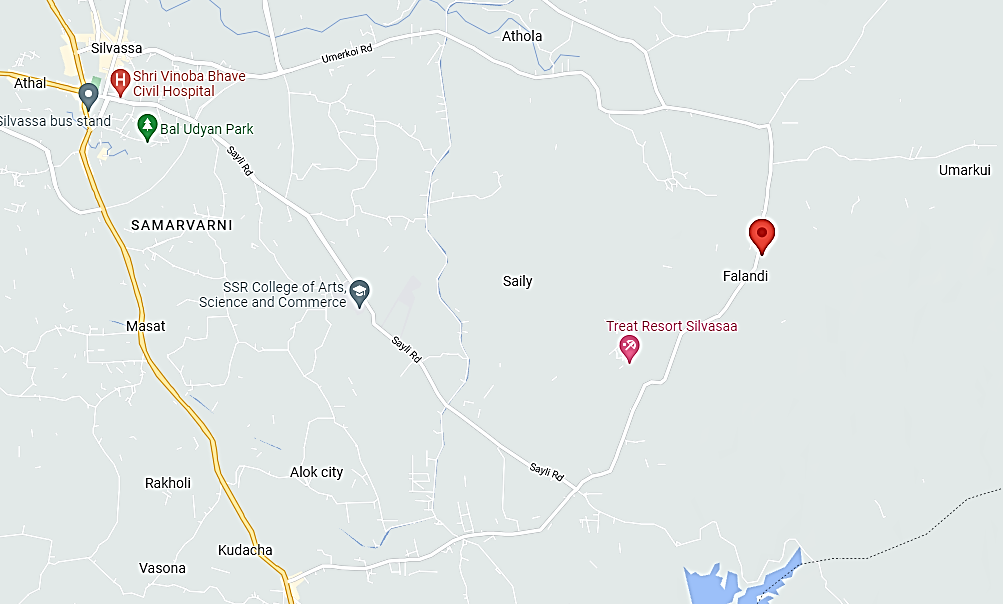 Athola
Silvassa
Umerkoi Rd
Shri Vinoba Bhave
Civil Hospital
Athal
Silvassa bus stand
Bal Udyan Park
Sayli Rd
Umarkui
SAMARVARNI
Falandi
Saily
SSR College of Arts,
Science and Commerce
Masat
Treat Resort Silvasaa
Sayli Rd
Alok city
Sayli Rd
Rakholi
Kudacha
Vasona